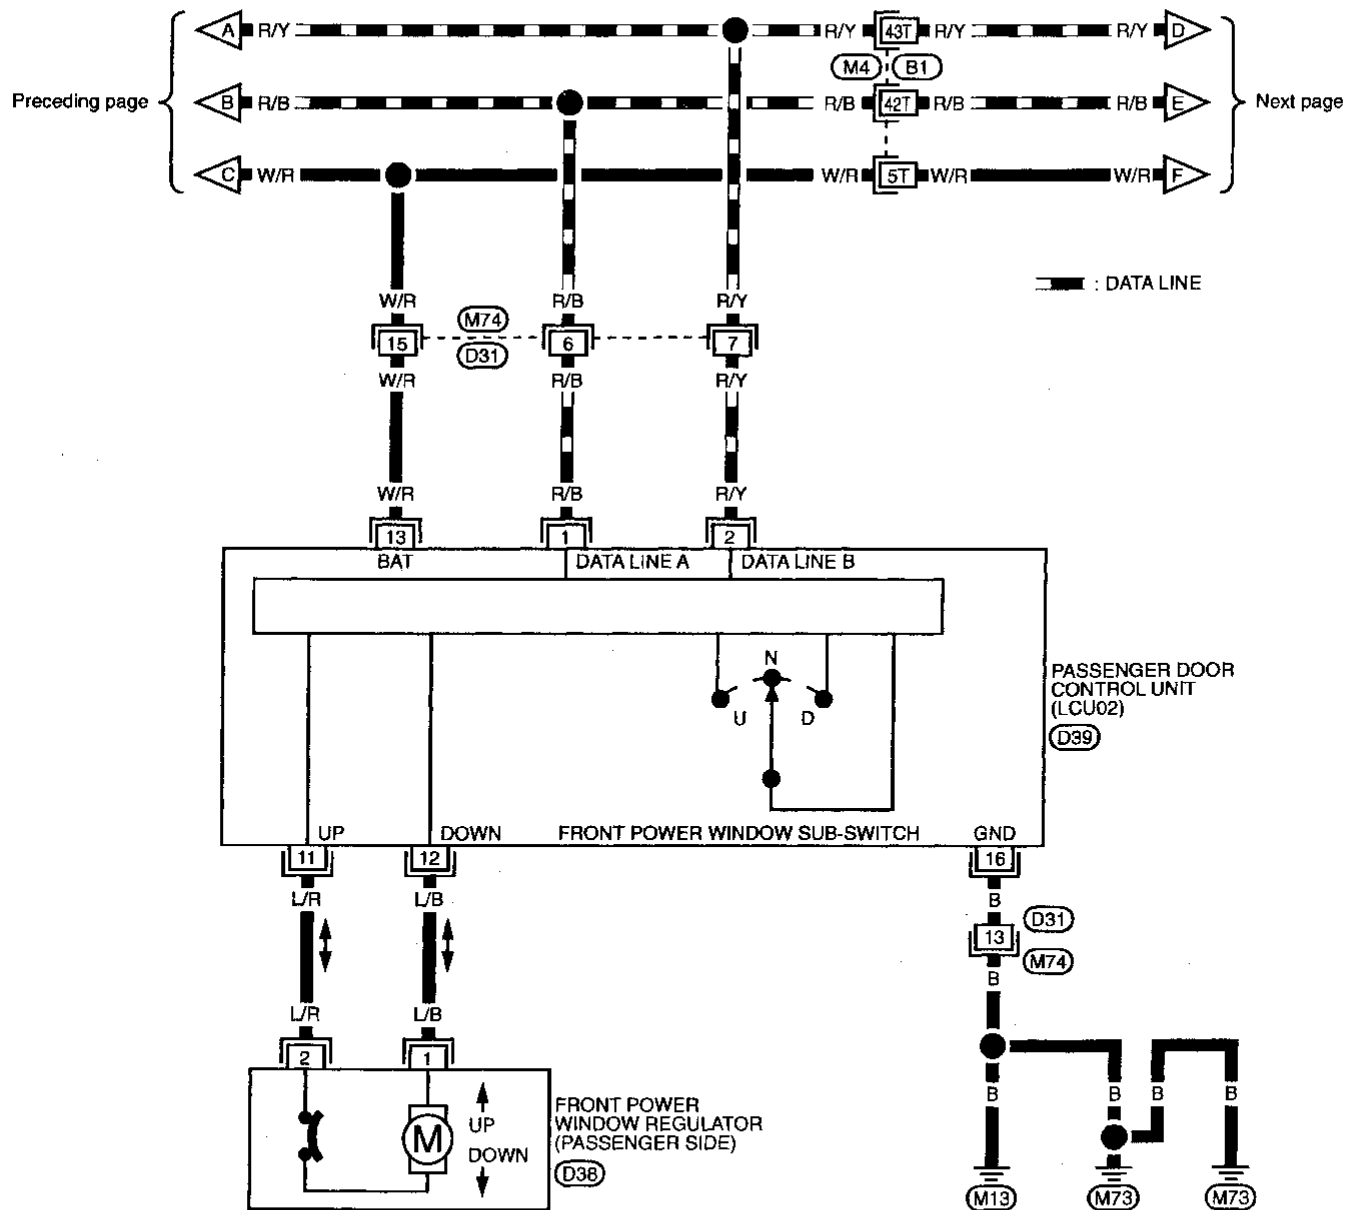 A R/Y R/Y 43T R/Y R/Y D
M4 B1
Preceding page B R/B R/B 42T R/B R/B E Next page
C W/R W/R 5T W/R W/R F
: DATA LINE
W/R R/B R/Y
M74
15 6 7
D31
W/R R/B R/Y
W/R R/B R/Y
13 1 2
BAT DATA LINE A DATA LINE B
N
U D
PASSENGER DOOR
CONTROL UNIT
(LCU02)
D39
UP DOWN FRONT POWER WINDOW SUB-SWITCH GND
11 12 16
L/R L/B B
D31
13
M74
B
L/R L/B
2 1
B B B B
FRONT POWER
WINDOW REGULATOR
(PASSENGER SIDE)
D38
UP
M
DOWN
M13 M73 M73